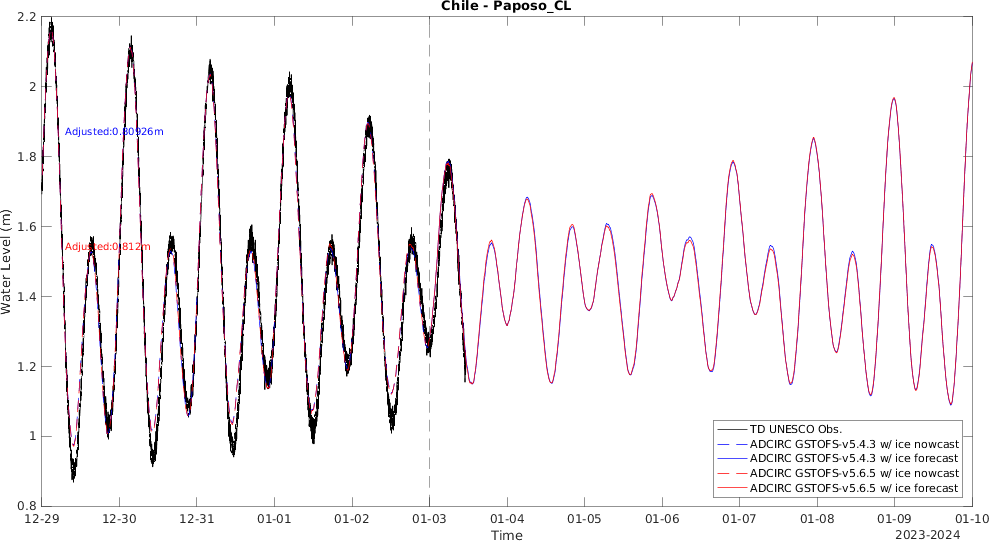 Chile - Paposo_CL
2.2
2
1.8
1.6
1.4
1.2
1
0.8
Water Level (m)
Adjusted:0.80926m
Adjusted:0.812m
TD UNESCO Obs.
ADCIRC GSTOFS-v5.4.3 w/ ice nowcast
ADCIRC GSTOFS-v5.4.3 w/ ice forecast
ADCIRC GSTOFS-v5.6.5 w/ ice nowcast
ADCIRC GSTOFS-v5.6.5 w/ ice forecast
12-29 12-30 12-31 01-01 01-02 01-03 01-04 01-05 01-06 01-07 01-08 01-09 01-10
Time
2023-2024